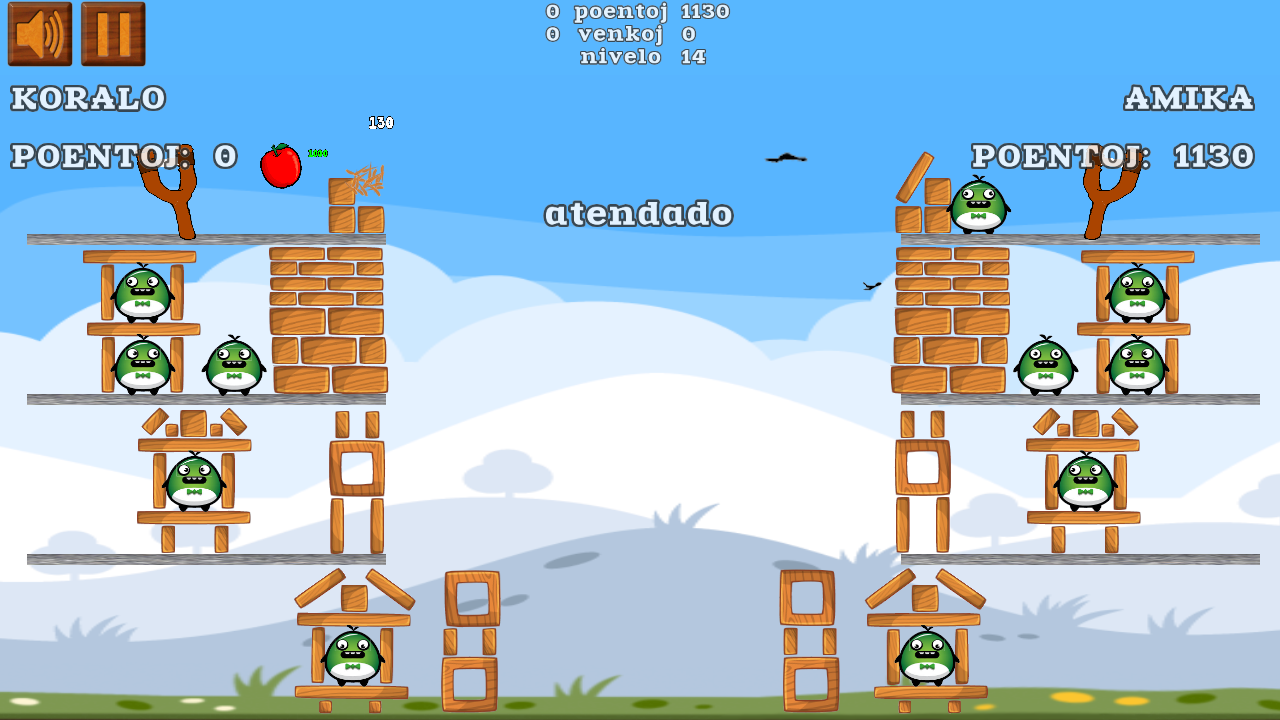 0 poentoj 1130
0 venkoj 0
nivelo 14
KORALO
AMIKA
130
POENTOJ: 0
POENTOJ: 1130
atendado